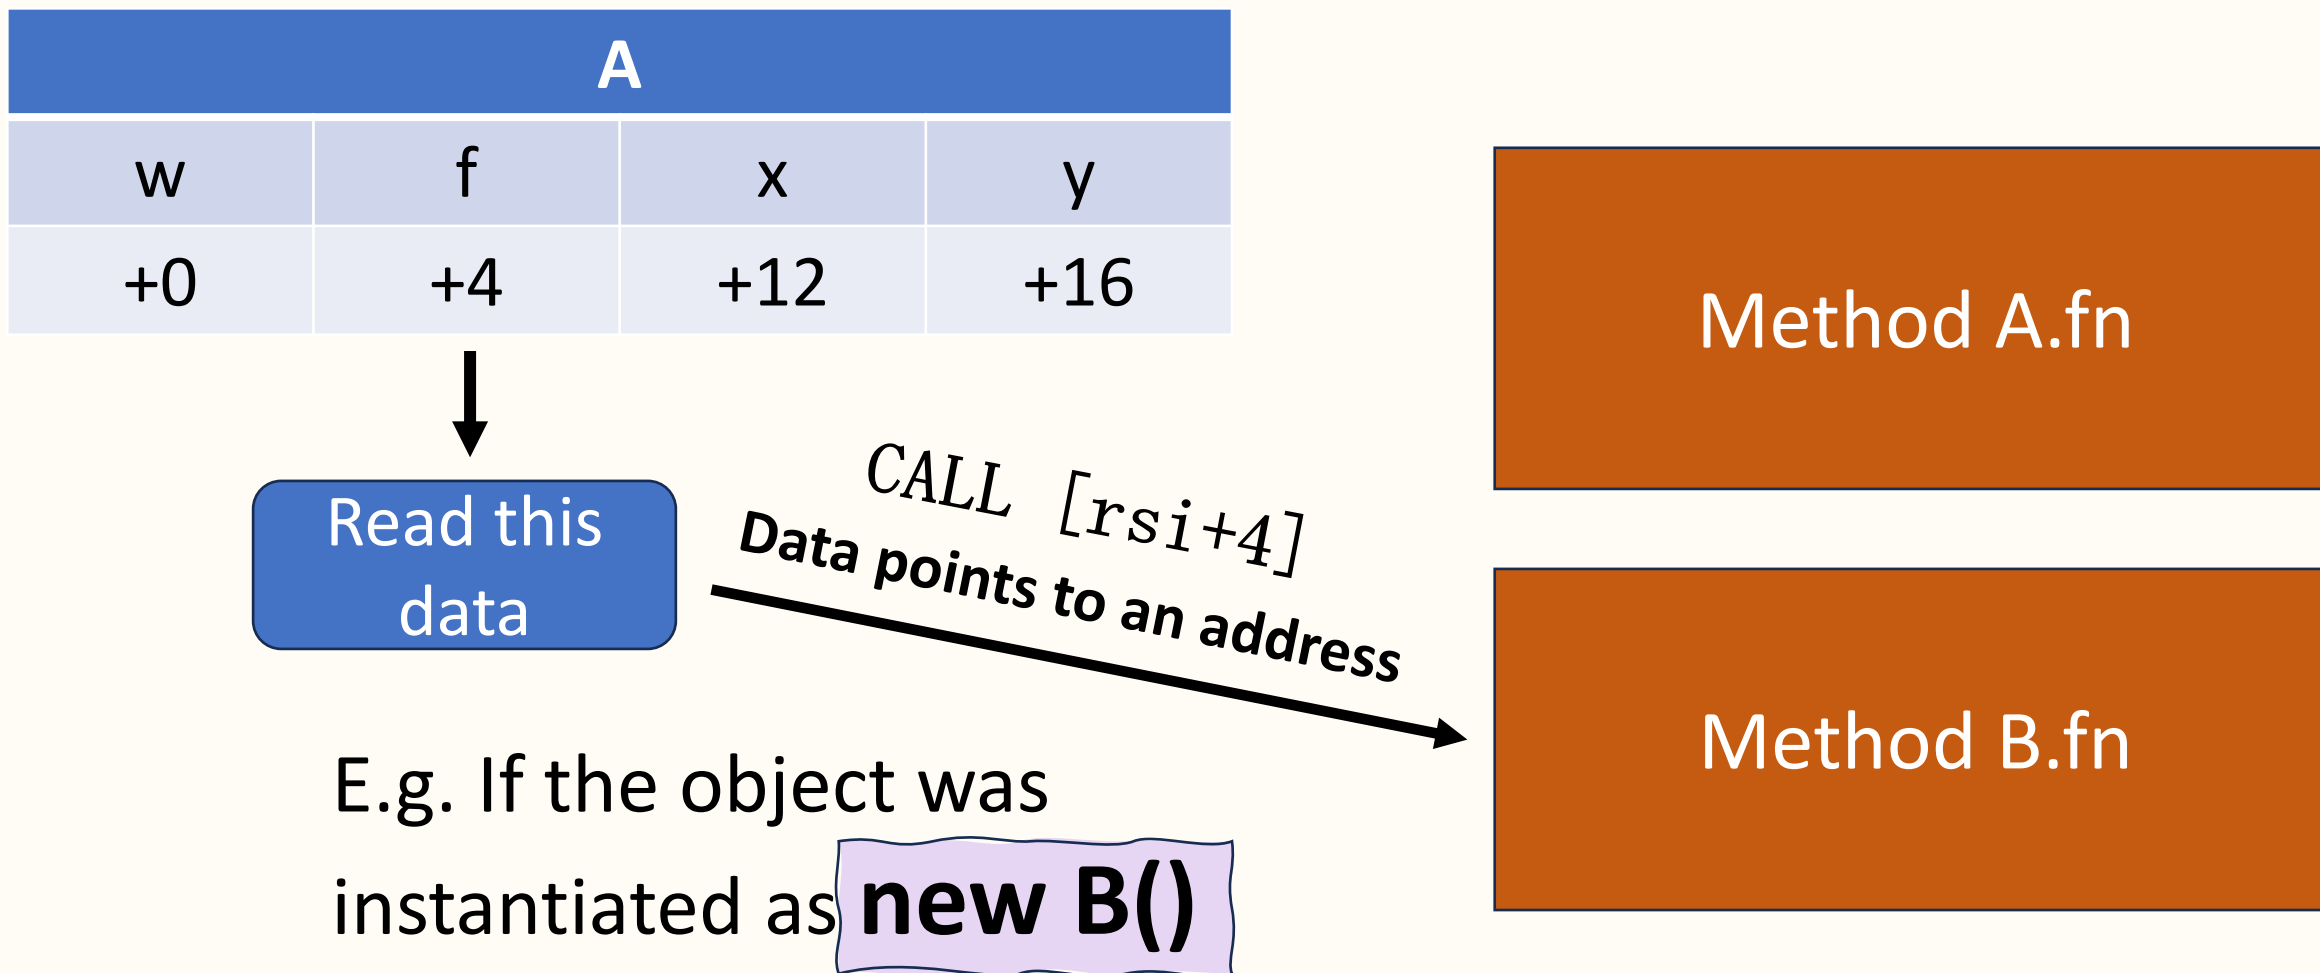 A
w f x y
+0 +4 +12 +16
Read this
data
CALL [rsi+4]
Data points to an address
E.g. If the object was
instantiated as new B()
Method A.fn
Method B.fn